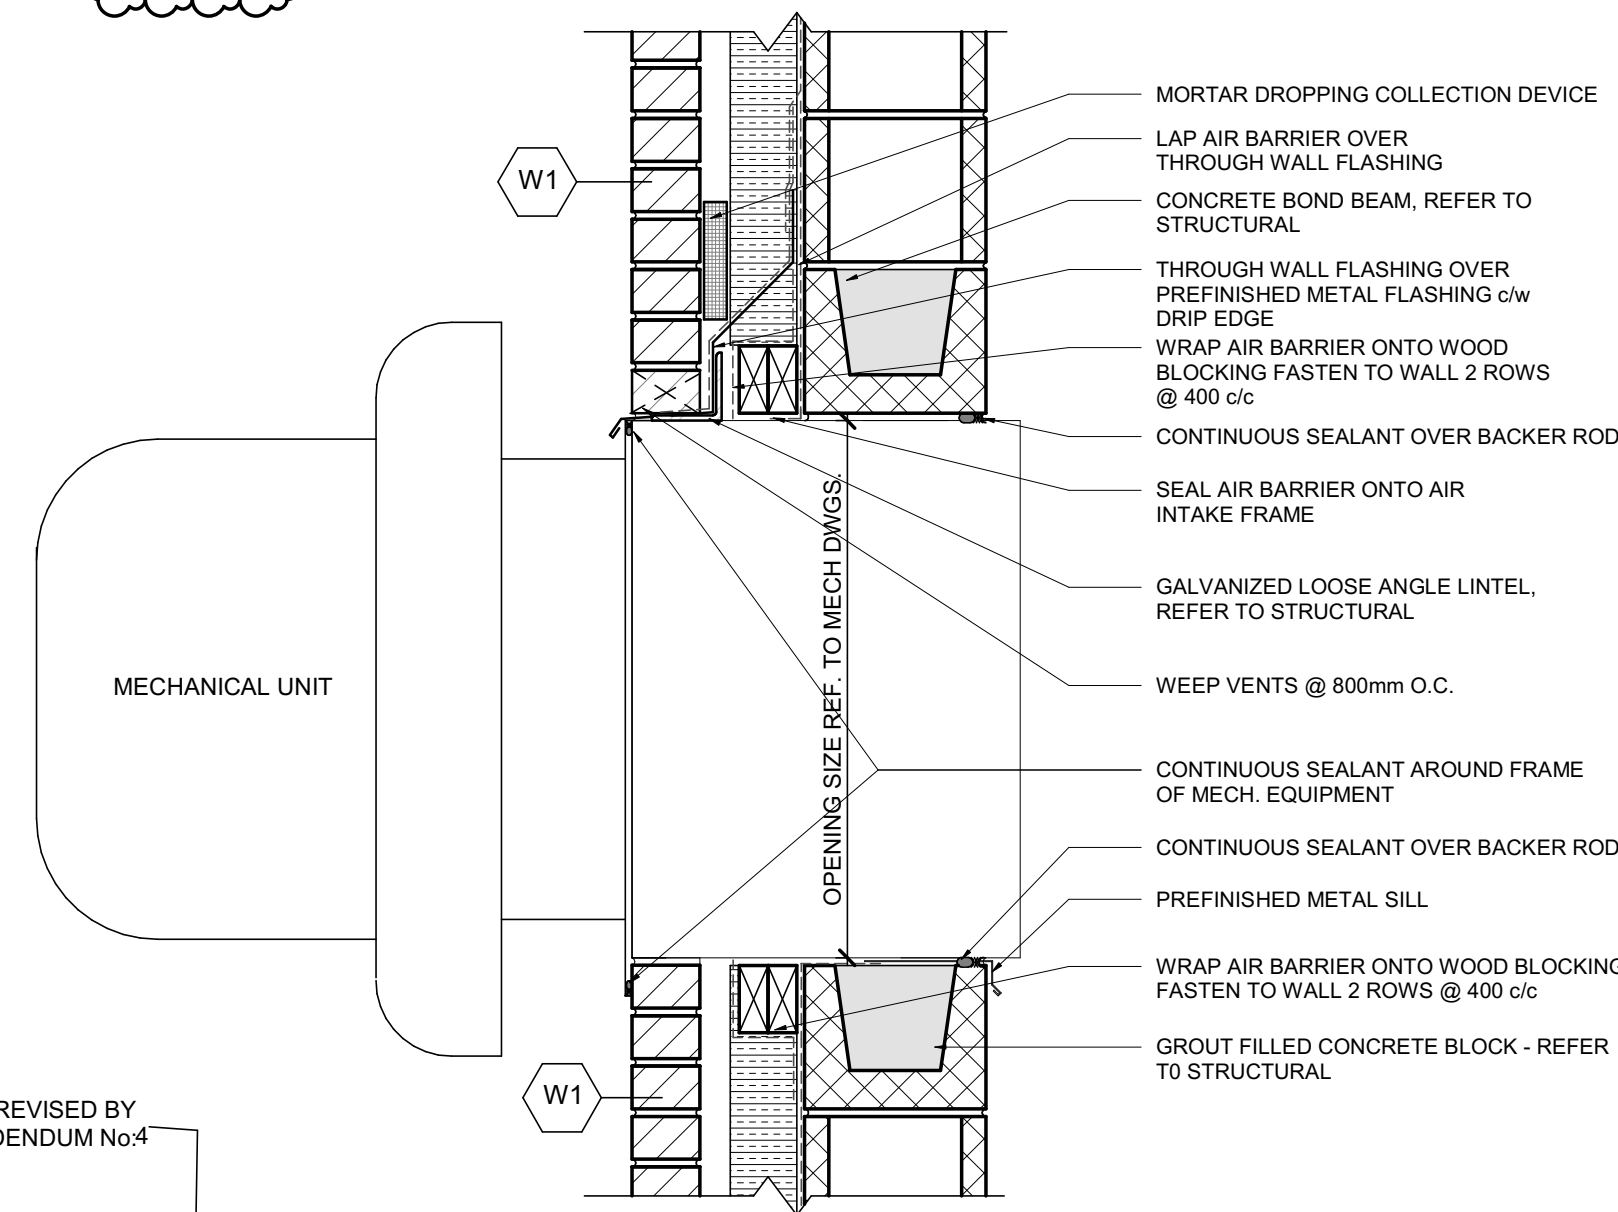 MORTAR DROPPING COLLECTION DEVICE
LAP AIR BARRIER OVER
THROUGH WALL FLASHING
W1
CONCRETE BOND BEAM, REFER TO
STRUCTURAL
THROUGH WALL FLASHING OVER
PREFINISHED METAL FLASHING c/w
DRIP EDGE
WRAP AIR BARRIER ONTO WOOD
BLOCKING FASTEN TO WALL 2 ROWS
@ 400 c/c
CONTINUOUS SEALANT OVER BACKER ROD
SEAL AIR BARRIER ONTO AIR
INTAKE FRAME
GALVANIZED LOOSE ANGLE LINTEL,
REFER TO STRUCTURAL
OPENING SIZE REF. TO MECH DWGS.
MECHANICAL UNIT
WEEP VENTS @ 800mm O.C.
CONTINUOUS SEALANT AROUND FRAME
OF MECH. EQUIPMENT
CONTINUOUS SEALANT OVER BACKER ROD
PREFINISHED METAL SILL
WRAP AIR BARRIER ONTO WOOD BLOCKING
FASTEN TO WALL 2 ROWS @ 400 c/c
GROUT FILLED CONCRETE BLOCK - REFER
T0 STRUCTURAL
W1
REVISED BY
DENDUM No:4